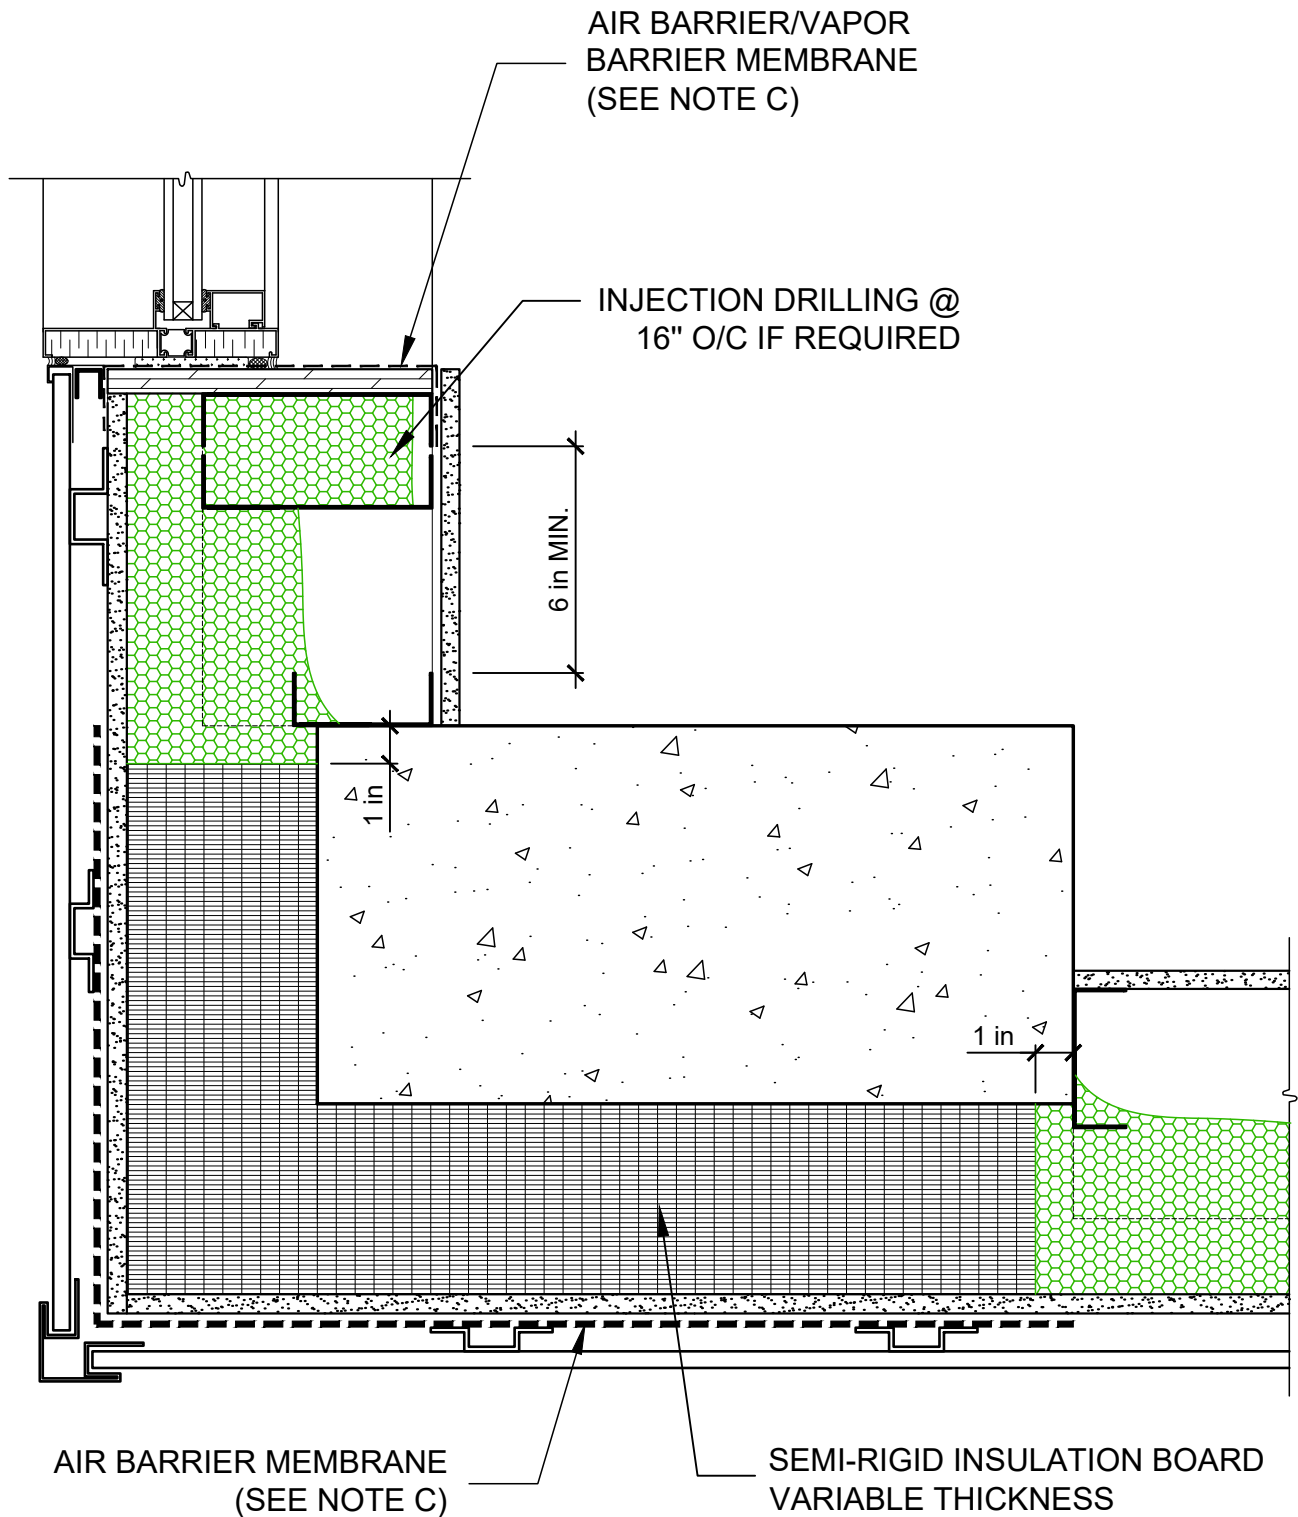 AIR BARRIER/VAPOR
BARRIER MEMBRANE
(SEE NOTE C)
INJECTION DRILLING @
16" O/C IF REQUIRED
6 in MIN.
1 in
1 in
AIR BARRIER MEMBRANE
(SEE NOTE C)
SEMI-RIGID INSULATION BOARD
VARIABLE THICKNESS